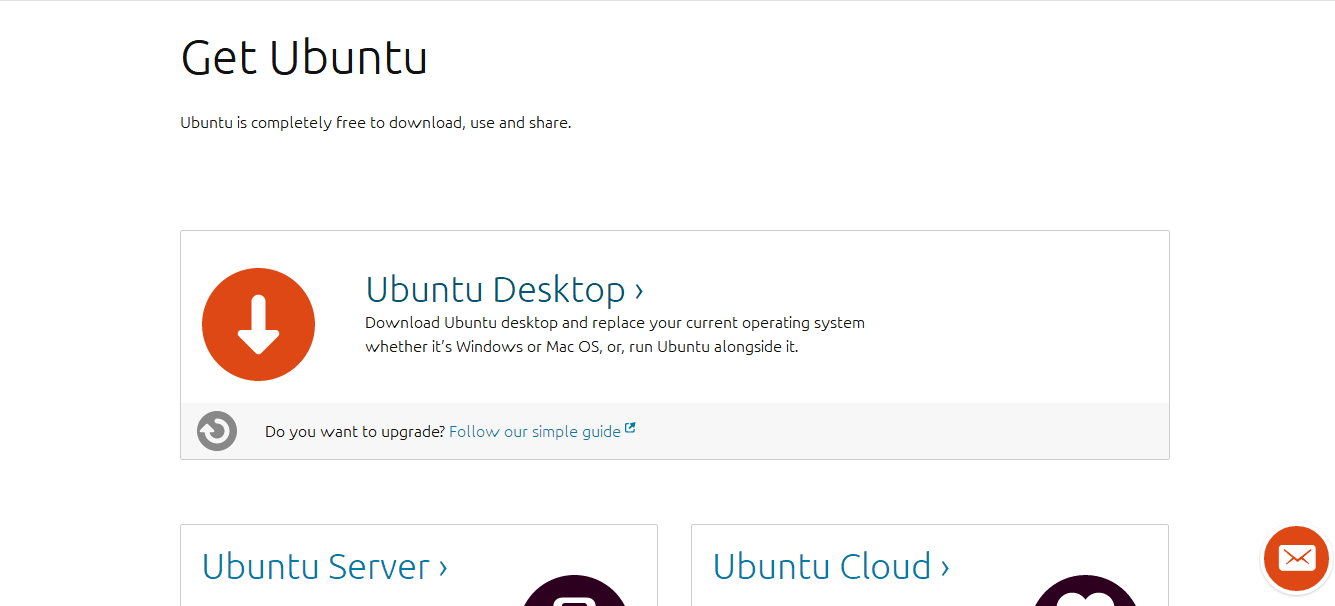 Get Ubuntu
Ubuntu is completely free to download, use and share.
Ubuntu Desktop ›
Download Ubuntu desktop and replace your current operating system
whether it’s Windows or Mac OS, or, run Ubuntu alongside it.
Do you want to upgrade? Follow our simple guide
Ubuntu Server ›
Ubuntu Cloud ›